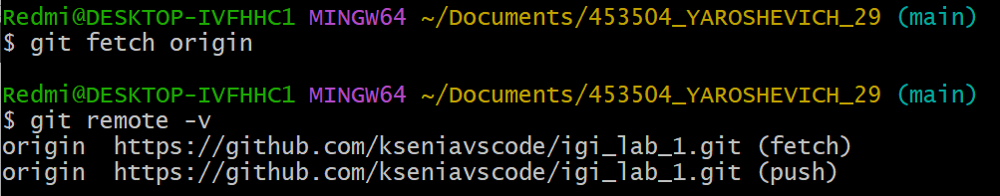 Redmi@DESKTOP-IVFHHC1 MINGW64 ~/Documents/453504_YAROSHEVICH_29 (main)
$ git fetch origin
Redmi@DESKTOP-IVFHHC1 MINGW64 ~/Documents/453504_YAROSHEVICH_29 (main)
$ git remote -v
origin  https://github.com/kseniavscode/igi_lab_1.git (fetch)
origin  https://github.com/kseniavscode/igi_lab_1.git (push)